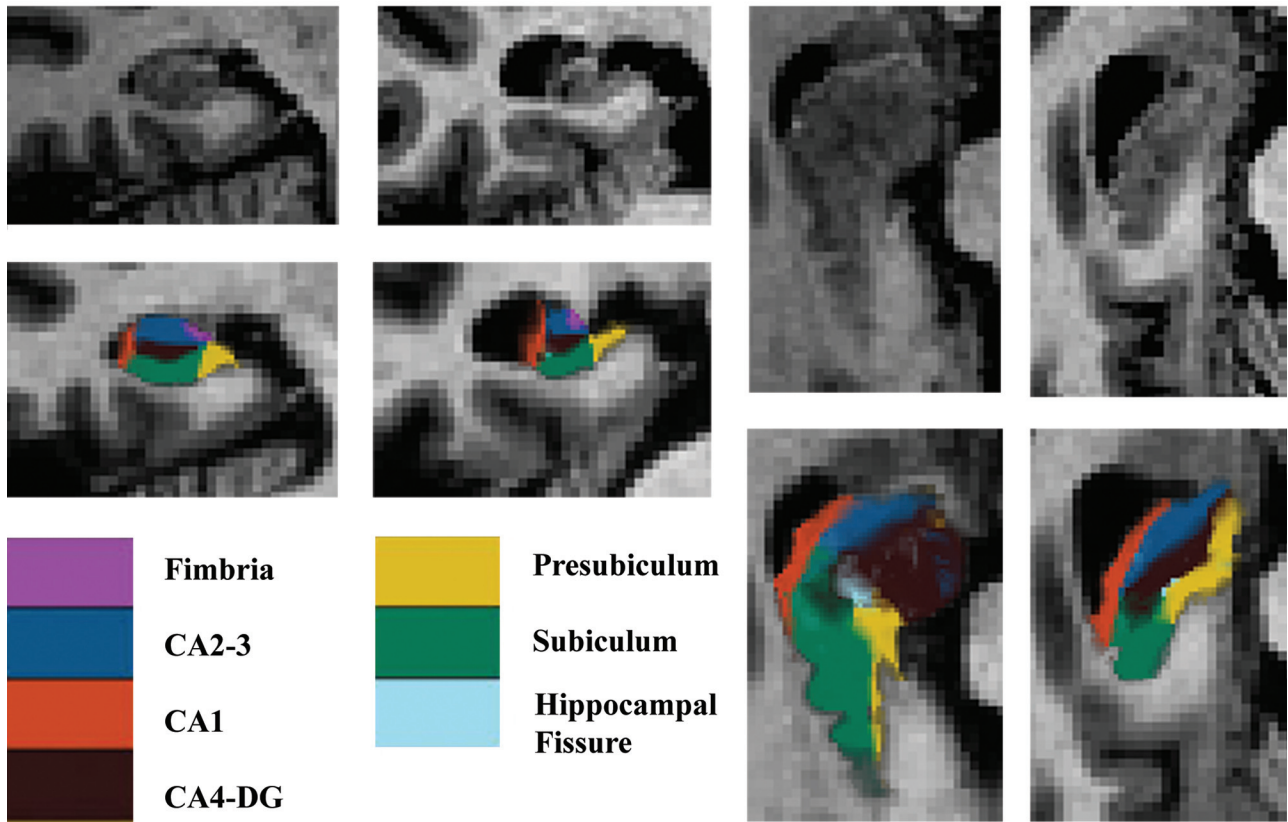 Fimbria
CA2-3
CA1
CA4-DG
Presubiculum
Subiculum
Hippocampal
Fissure